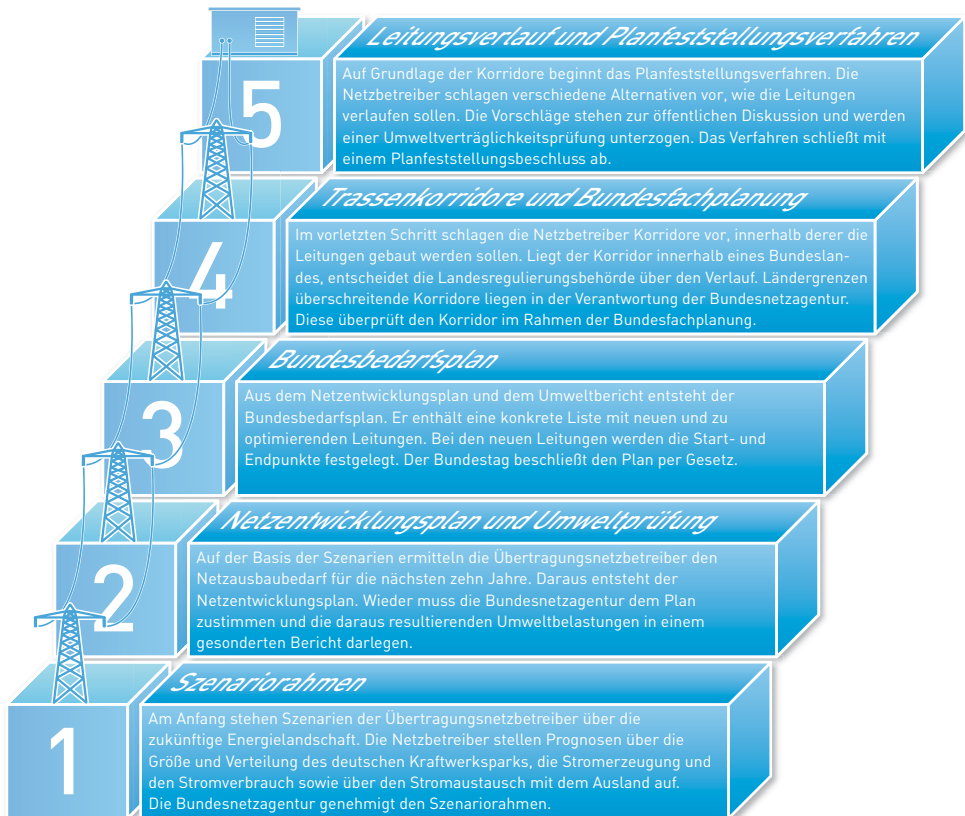 5
Leitungsverlauf und Planfeststellungsverfahren
Auf Grundlage der Korridore beginnt das Planfeststellungsverfahren. Die
Netzbetreiber schlagen verschiedene Alternativen vor, wie die Leitungen
verlaufen sollen. Die Vorschläge stehen zur öffentlichen Diskussion und werden
einer Umweltverträglichkeitsprüfung unterzogen. Das Verfahren schließt mit
einem Planfeststellungsbeschluss ab.
4
Trassenkorridore und Bundesfachplanung
Im vorletzten Schritt schlagen die Netzbetreiber Korridore vor, innerhalb derer die
Leitungen gebaut werden sollen. Liegt der Korridor innerhalb eines Bundeslan-
des, entscheidet die Landesregulierungsbehörde über den Verlauf. Ländergrenzen
überschreitende Korridore liegen in der Verantwortung der Bundesnetzagentur.
Diese überprüft den Korridor im Rahmen der Bundesfachplanung.
3
Bundesbedarfsplan
Aus dem Netzentwicklungsplan und dem Umweltbericht entsteht der
Bundesbedarfsplan. Er enthält eine konkrete Liste mit neuen und zu
optimierenden Leitungen. Bei den neuen Leitungen werden die Start- und
Endpunkte festgelegt. Der Bundestag beschließt den Plan per Gesetz.
2
Netzentwicklungsplan und Umweltprüfung
Auf der Basis der Szenarien ermitteln die Übertragungsnetzbetreiber den
Netzausbaubedarf für die nächsten zehn Jahre. Daraus entsteht der
Netzentwicklungsplan. Wieder muss die Bundesnetzagentur dem Plan
zustimmen und die daraus resultierenden Umweltbelastungen in einem
gesonderten Bericht darlegen.
1
Szenariorahmen
Am Anfang stehen Szenarien der Übertragungsnetzbetreiber über die
zukünftige Energielandschaft. Die Netzbetreiber stellen Prognosen über die
Größe und Verteilung des deutschen Kraftwerksparks, die Stromerzeugung und
den Stromverbrauch sowie über den Stromaustausch mit dem Ausland auf.
Die Bundesnetzagentur genehmigt den Szenariorahmen.